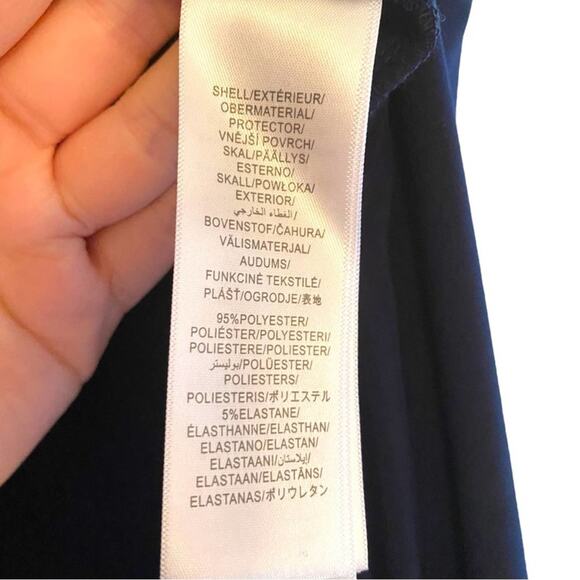 SHELL/EXTÉRIEUR/
OBERMATERIAL/
PROTECTOR/
VNĚJŠÍ POVRCH/
SKAL/PÄÄLLYS/
ESTERNO/
SKALL/POWŁOKA/
EXTERIOR/
الغطاء الخارجي/
BOVENSTOF/ČAHURA/
VÄLISMATERJAL/
AUDUMS/
FUNKCINĖ TEKSTILĖ/
PLÁŠŤ/OGRODJE/表地
95%POLYESTER/
POLIÉSTER/POLYESTERI/
POLIESTERE/POLIESTER/
بوليستر/POLÜESTER/
POLIESTERS/
POLIESTERIS/ポリエステル
5%ELASTANE/
ÉLASTHANNE/ELASTHAN/
ELASTANO/ELASTAN/
ELASTAANI/إيلاستان/
ELASTAAN/ELASTĀNS/
ELASTANAS/ポリウレタン